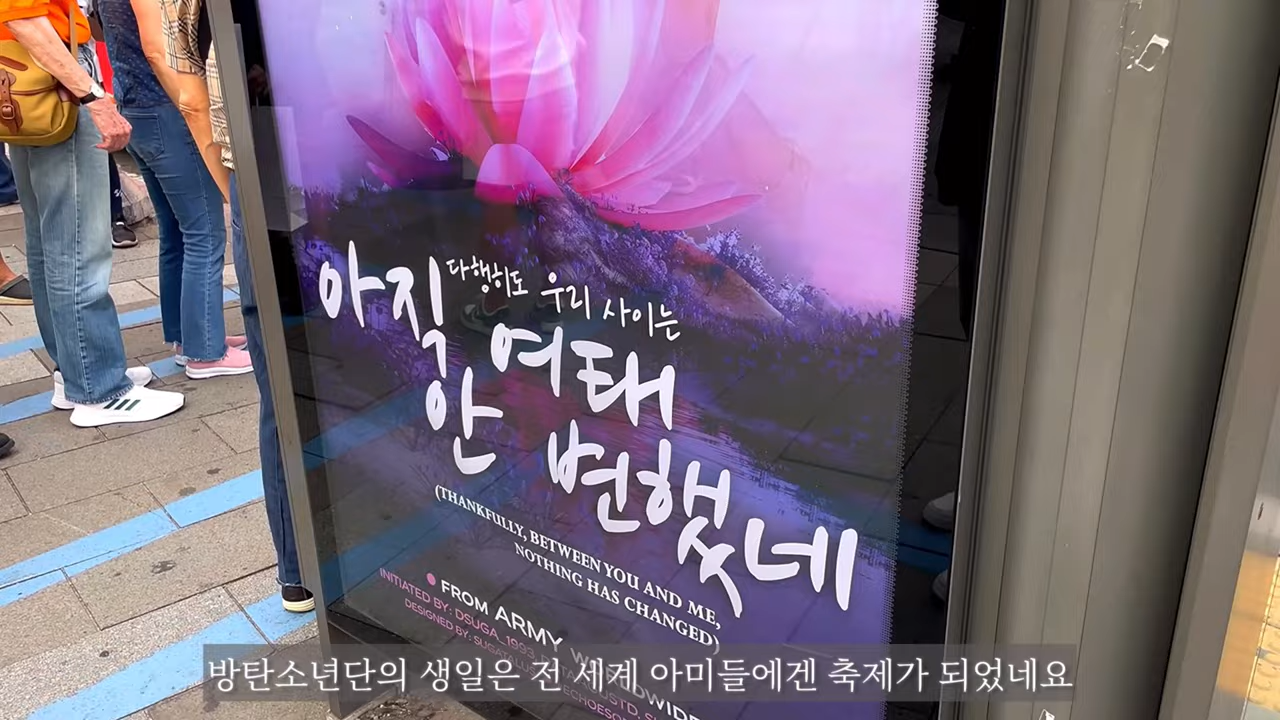 다행히도 우리 사이는
아직 여태
안 변했네
(THANKFULLY, BETWEEN YOU AND ME,
NOTHING HAS CHANGED)
FROM ARMY WORLDWIDE
INITIATED BY: DSUGA_1993,
DESIGNED BY:
방탄소년단의 생일은 전 세계 아미들에겐 축제가 되었네요